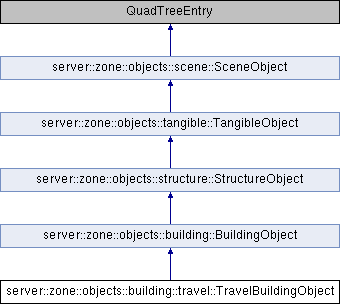 QuadTreeEntry
server::zone::objects::scene::SceneObject
server::zone::objects::tangible::TangibleObject
server::zone::objects::structure::StructureObject
server::zone::objects::building::BuildingObject
server::zone::objects::building::travel::TravelBuildingObject